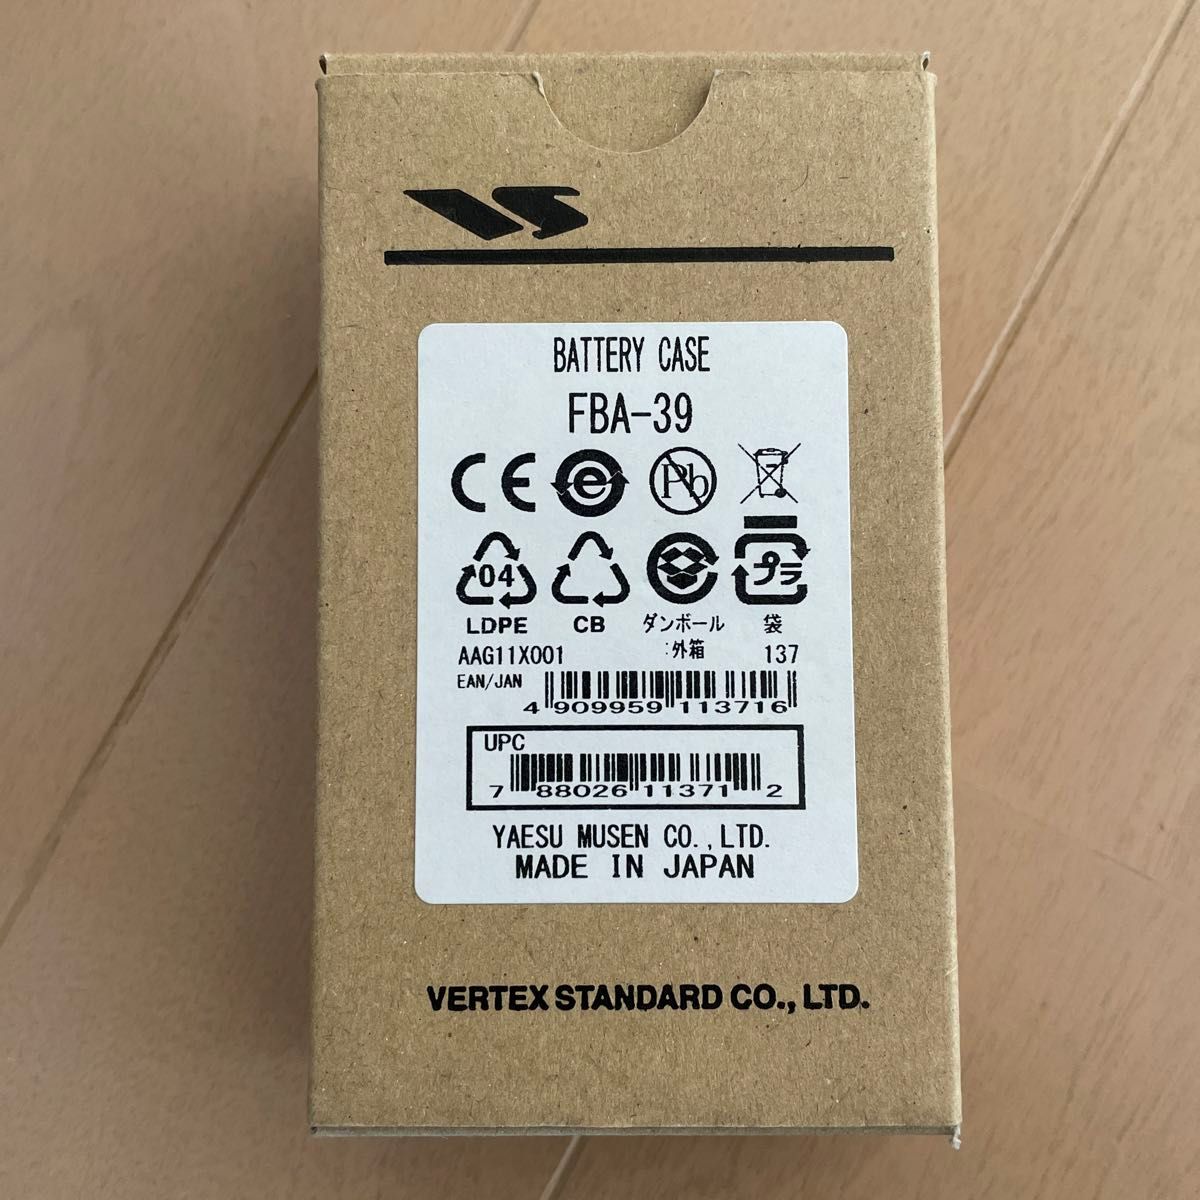 VS
BATTERY CASE
FBA-39
CE e Pb
04 プラ
LDPE CB ダンボール 袋
AAG11X001 :外箱 137
EAN/JAN
4 909959 113716
UPC
7 88026 11371 2
YAESU MUSEN CO.,LTD.
MADE IN JAPAN
VERTEX STANDARD CO., LTD.